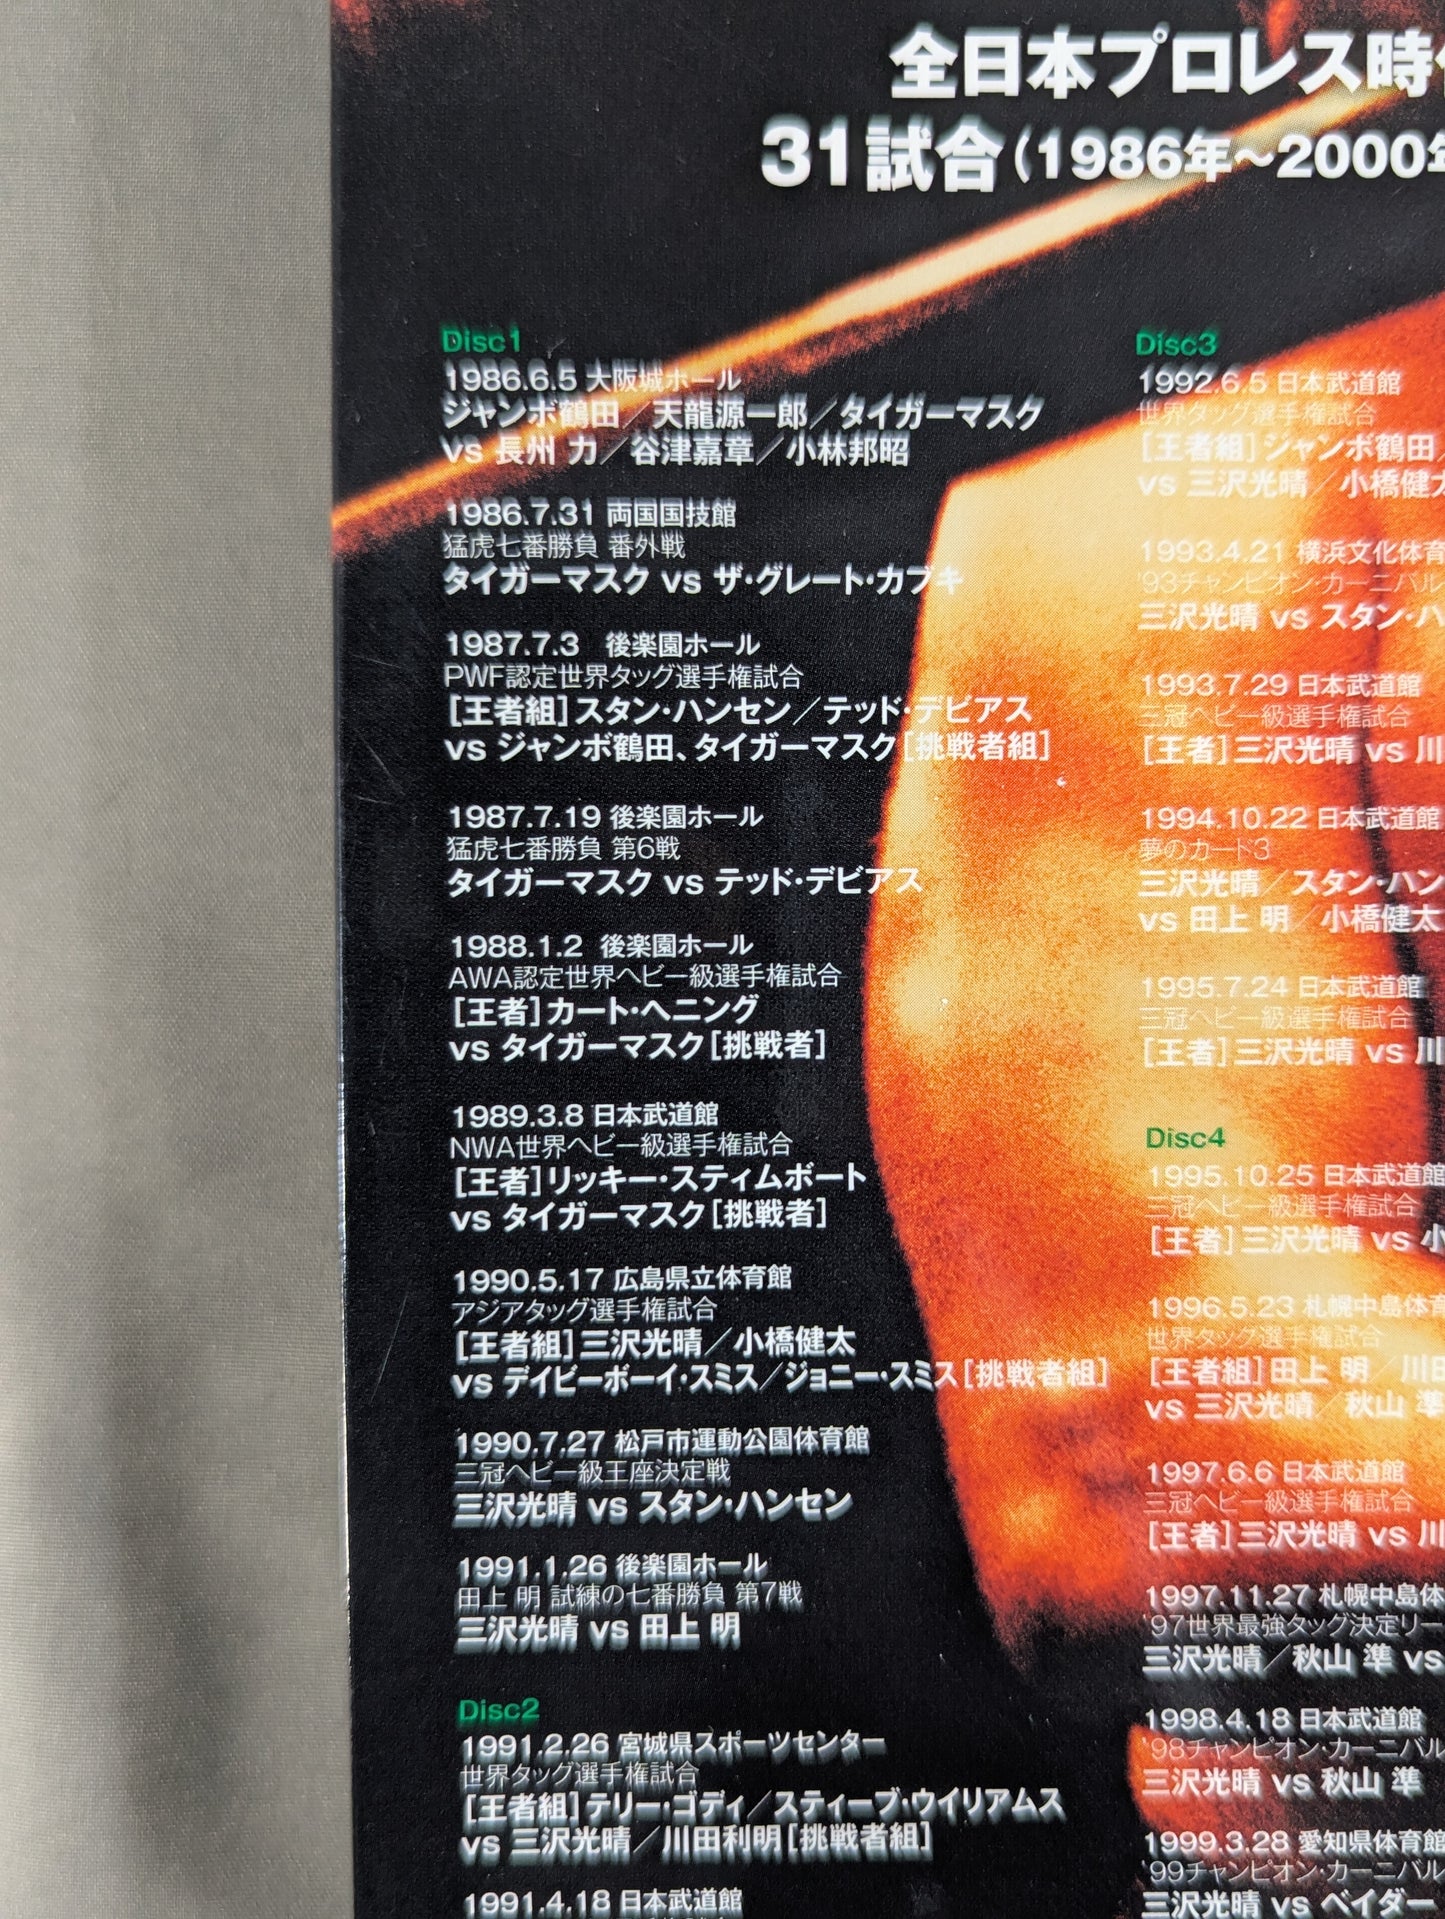 全日本プロレス時
31試合(1986年~2000年
Disc1
1986.6.5 大阪城ホール
ジャンボ鶴田／天龍源一郎／タイガーマスク
vs 長州 力／谷津嘉章／小林邦昭
1986.7.31 両国国技館
猛虎七番勝負 番外戦
タイガーマスク vs ザ・グレート・カブキ
1987.7.3 後楽園ホール
PWF認定世界タッグ選手権試合
[王者組]スタン・ハンセン／テッド・デビアス
vs ジャンボ鶴田、タイガーマスク[挑戦者組]
1987.7.19 後楽園ホール
猛虎七番勝負 第6戦
タイガーマスク vs テッド・デビアス
1988.1.2 後楽園ホール
AWA認定世界ヘビー級選手権試合
[王者]カート・ヘニング
vs タイガーマスク[挑戦者]
1989.3.8 日本武道館
NWA世界ヘビー級選手権試合
[王者]リッキー・スティムボート
vs タイガーマスク[挑戦者]
1990.5.17 広島県立体育館
アジアタッグ選手権試合
[王者組]三沢光晴／小橋健太
vs デイビーボーイ・スミス／ジョニー・スミス[挑戦者組]
1990.7.27 松戸市運動公園体育館
三冠ヘビー級王座決定戦
三沢光晴 vs スタン・ハンセン
1991.1.26 後楽園ホール
田上 明 試練の七番勝負 第7戦
三沢光晴 vs 田上 明
Disc2
1991.2.26 宮城県スポーツセンター
世界タッグ選手権試合
[王者組]テリー・ゴディ／スティーブ・ウイリアムス
vs 三沢光晴／川田利明[挑戦者組]
1991.4.18 日本武道館
Disc3
1992.6.5 日本武道館
世界タッグ選手権試合
[王者組]ジャンボ鶴田／
vs 三沢光晴／小橋健太
1993.4.21 横浜文化体育
'93チャンピオン・カーニバル
三沢光晴 vs スタン・ハ
1993.7.29 日本武道館
三冠ヘビー級選手権試合
[王者]三沢光晴 vs 川
1994.10.22 日本武道館
夢のカード3
三沢光晴／スタン・ハン
vs 田上 明／小橋健太
1995.7.24 日本武道館
三冠ヘビー級選手権試合
[王者]三沢光晴 vs 川
Disc4
1995.10.25 日本武道館
三冠ヘビー級選手権試合
[王者]三沢光晴 vs 小
1996.5.23 札幌中島体育
世界タッグ選手権試合
[王者組]田上 明／川田
vs 三沢光晴／秋山 準
1997.6.6 日本武道館
三冠ヘビー級選手権試合
[王者]三沢光晴 vs 川
1997.11.27 札幌中島体
'97世界最強タッグ決定リー
三沢光晴／秋山 準 vs
1998.4.18 日本武道館
'98チャンピオン・カーニバル
三沢光晴 vs 秋山 準
1999.3.28 愛知県体育館
'99チャンピオン・カーニバル
三沢光晴 vs ベイダー